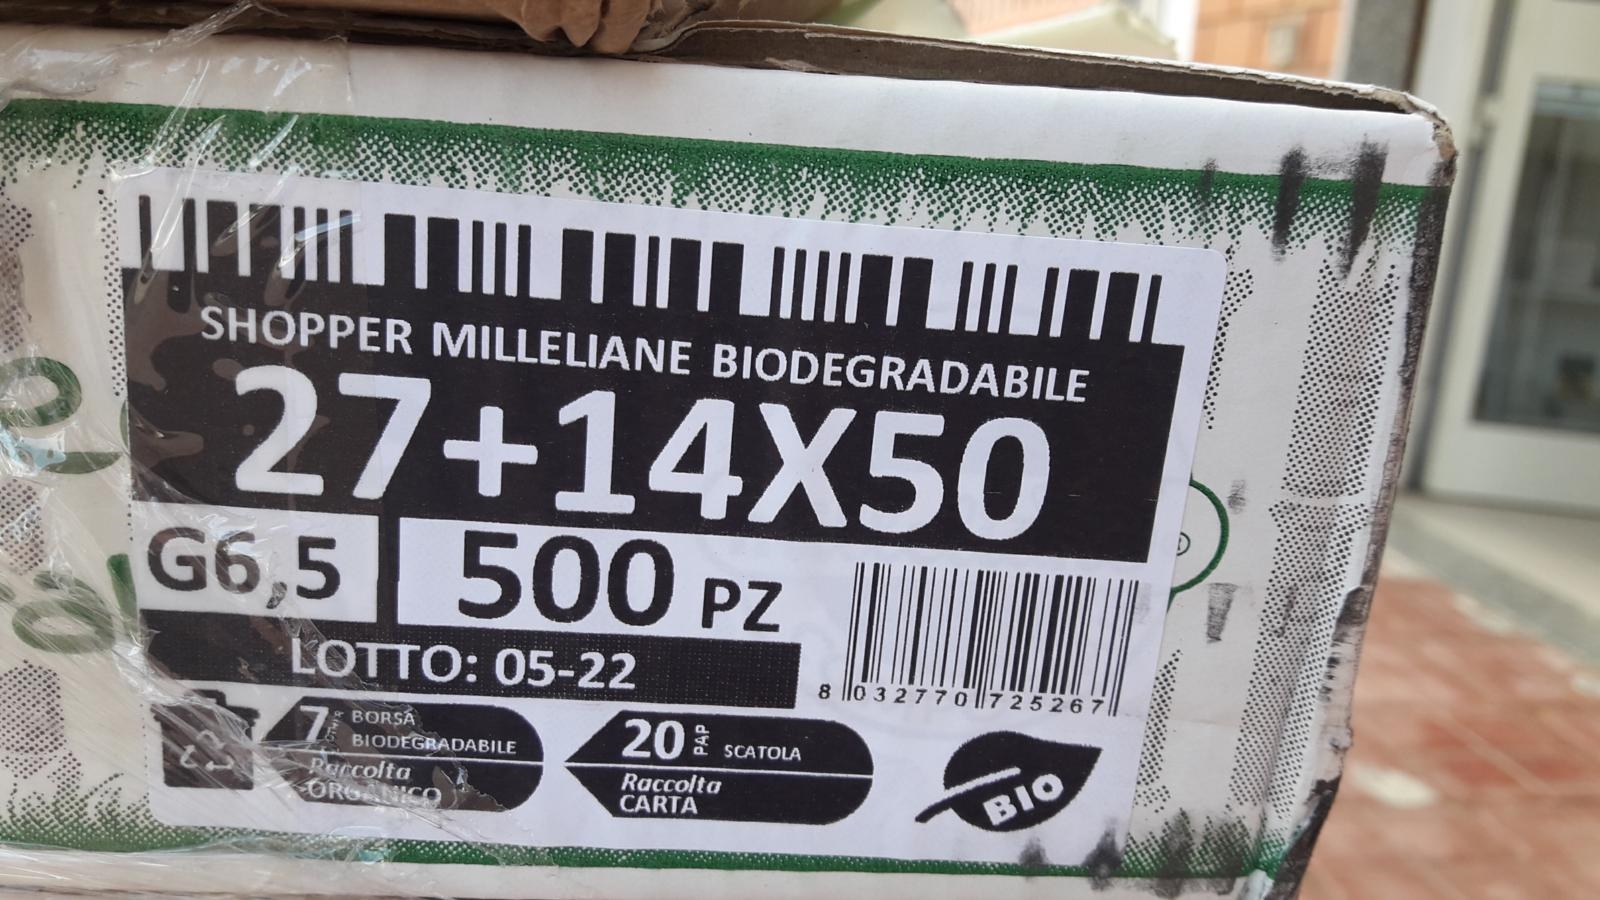 SHOPPER MILLELIANE BIODEGRADABILE
27+14X50
G6,5
500 PZ
LOTTO: 05-22
8 032770 725267
7
BORSA
BIODEGRADABILE
Raccolta
ORGANICO
20 PAP SCATOLA
Raccolta
CARTA
BIO
®